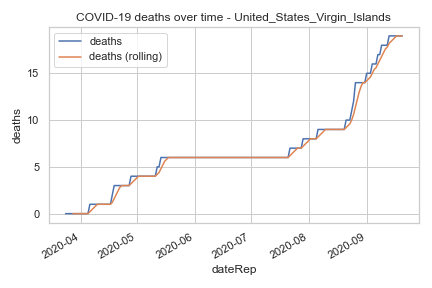 COVID-19 deaths over time - United_States_Virgin_Islands
deaths
deaths (rolling)
15
10
5
0
deaths
2020-04
2020-05
2020-06
2020-07
2020-08
2020-09
dateRep